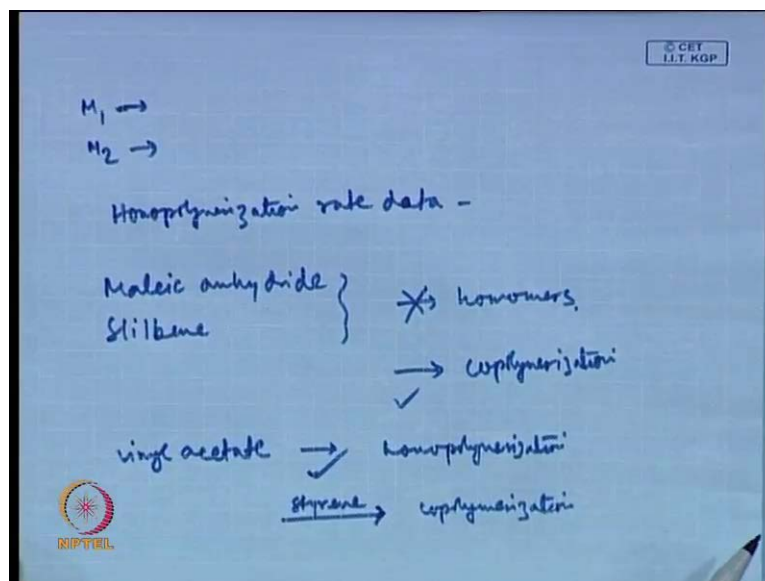 © CET
I.I.T. KGP
M₁ →
M₂ →
Homopolymerization rate data -
Maleic anhydride }
Stilbene
homomers.
→ copolymerization
✓
vinyl acetate → homopolymerization
✓
styrene → copolymerization
NPTEL